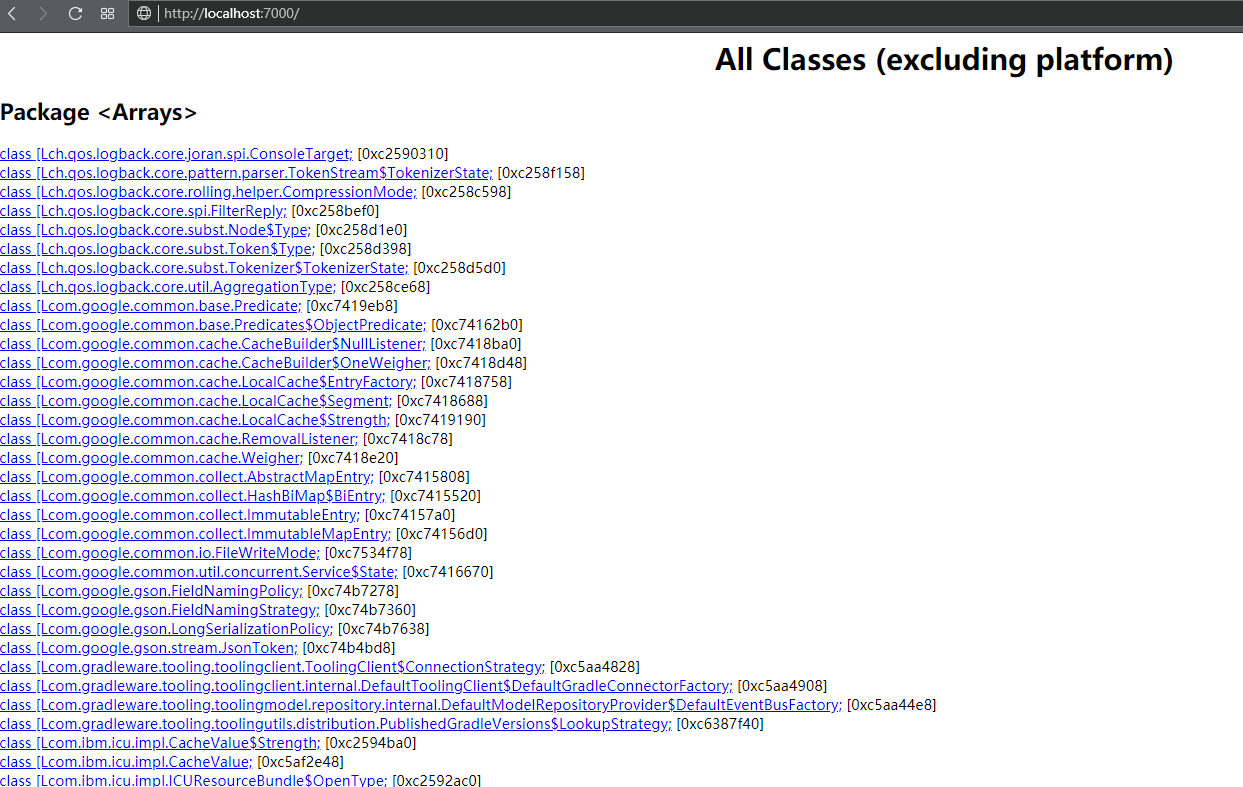 http://localhost:7000/
All Classes (excluding platform)
Package <Arrays>
class [Lch.qos.logback.core.joran.spi.ConsoleTarget; [0xc2590310]
class [Lch.qos.logback.core.pattern.parser.TokenStream$TokenizerState; [0xc258f158]
class [Lch.qos.logback.core.rolling.helper.CompressionMode; [0xc258c598]
class [Lch.qos.logback.core.spi.FilterReply; [0xc258bef0]
class [Lch.qos.logback.core.subst.Node$Type; [0xc258d1e0]
class [Lch.qos.logback.core.subst.Token$Type; [0xc258d398]
class [Lch.qos.logback.core.subst.Tokenizer$TokenizerState; [0xc258d5d0]
class [Lch.qos.logback.core.util.AggregationType; [0xc258ce68]
class [Lcom.google.common.base.Predicate; [0xc7419eb8]
class [Lcom.google.common.base.Predicates$ObjectPredicate; [0xc74162b0]
class [Lcom.google.common.cache.CacheBuilder$NullListener; [0xc7418ba0]
class [Lcom.google.common.cache.CacheBuilder$OneWeigher; [0xc7418d48]
class [Lcom.google.common.cache.LocalCache$EntryFactory; [0xc7418758]
class [Lcom.google.common.cache.LocalCache$Segment; [0xc7418688]
class [Lcom.google.common.cache.LocalCache$Strength; [0xc7419190]
class [Lcom.google.common.cache.RemovalListener; [0xc7418c78]
class [Lcom.google.common.cache.Weigher; [0xc7418e20]
class [Lcom.google.common.collect.AbstractMapEntry; [0xc7415808]
class [Lcom.google.common.collect.HashBiMap$BiEntry; [0xc7415520]
class [Lcom.google.common.collect.ImmutableEntry; [0xc74157a0]
class [Lcom.google.common.collect.ImmutableMapEntry; [0xc74156d0]
class [Lcom.google.common.io.FileWriteMode; [0xc7534f78]
class [Lcom.google.common.util.concurrent.Service$State; [0xc7416670]
class [Lcom.google.gson.FieldNamingPolicy; [0xc74b7278]
class [Lcom.google.gson.FieldNamingStrategy; [0xc74b7360]
class [Lcom.google.gson.LongSerializationPolicy; [0xc74b7638]
class [Lcom.google.gson.stream.JsonToken; [0xc74b4bd8]
class [Lcom.gradleware.tooling.toolingclient.ToolingClient$ConnectionStrategy; [0xc5aa4828]
class [Lcom.gradleware.tooling.toolingclient.internal.DefaultToolingClient$DefaultGradleConnectorFactory; [0xc5aa4908]
class [Lcom.gradleware.tooling.toolingmodel.repository.internal.DefaultModelRepositoryProvider$DefaultEventBusFactory; [0xc5aa44e8]
class [Lcom.gradleware.tooling.toolingutils.distribution.PublishedGradleVersions$LookupStrategy; [0xc6387f40]
class [Lcom.ibm.icu.impl.CacheValue$Strength; [0xc2594ba0]
class [Lcom.ibm.icu.impl.CacheValue; [0xc5af2e48]
class [Lcom.ibm.icu.impl.ICUResourceBundle$OpenType; [0xc2592ac0]